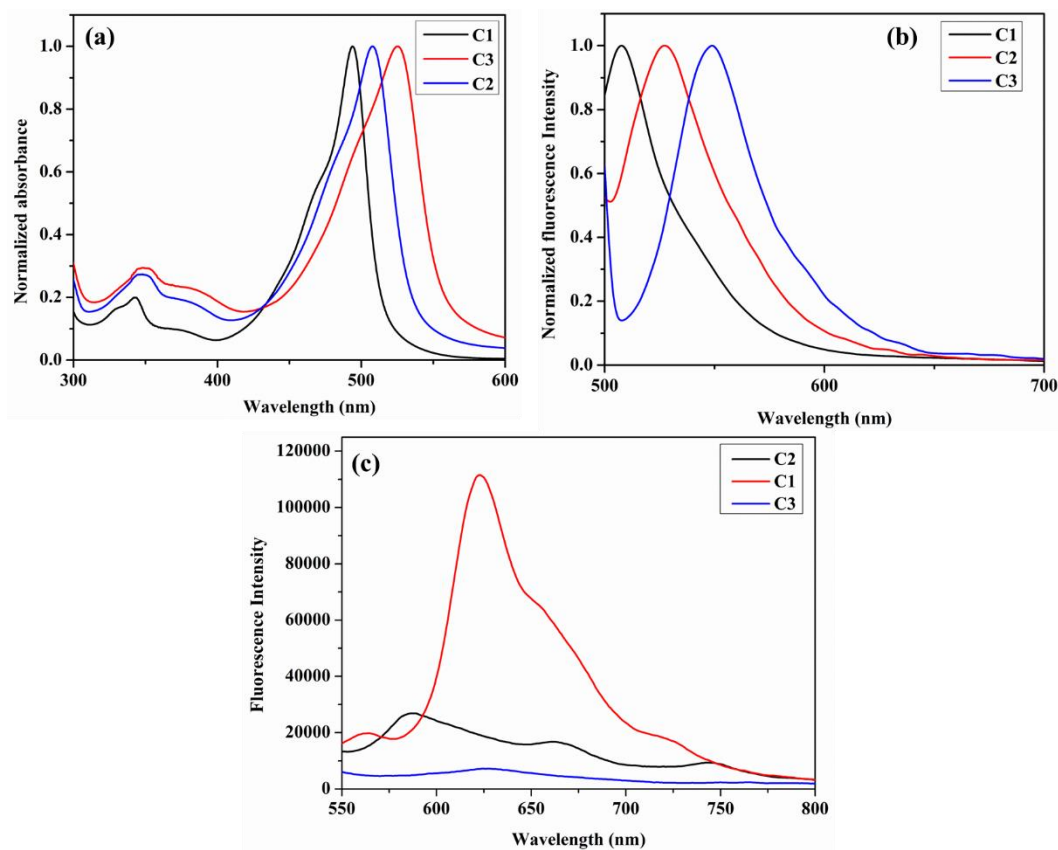 (a)
C1
C3
C2
Normalized absorbance
1.0
0.8
0.6
0.4
0.2
0.0
300
400
500
600
Wavelength (nm)
(b)
C1
C2
C3
Normalized fluorescence Intensity
1.0
0.8
0.6
0.4
0.2
0.0
500
600
700
Wavelength (nm)
(c)
C2
C1
C3
Fluorescence Intensity
120000
100000
80000
60000
40000
20000
0
550
600
650
700
750
800
Wavelength (nm)